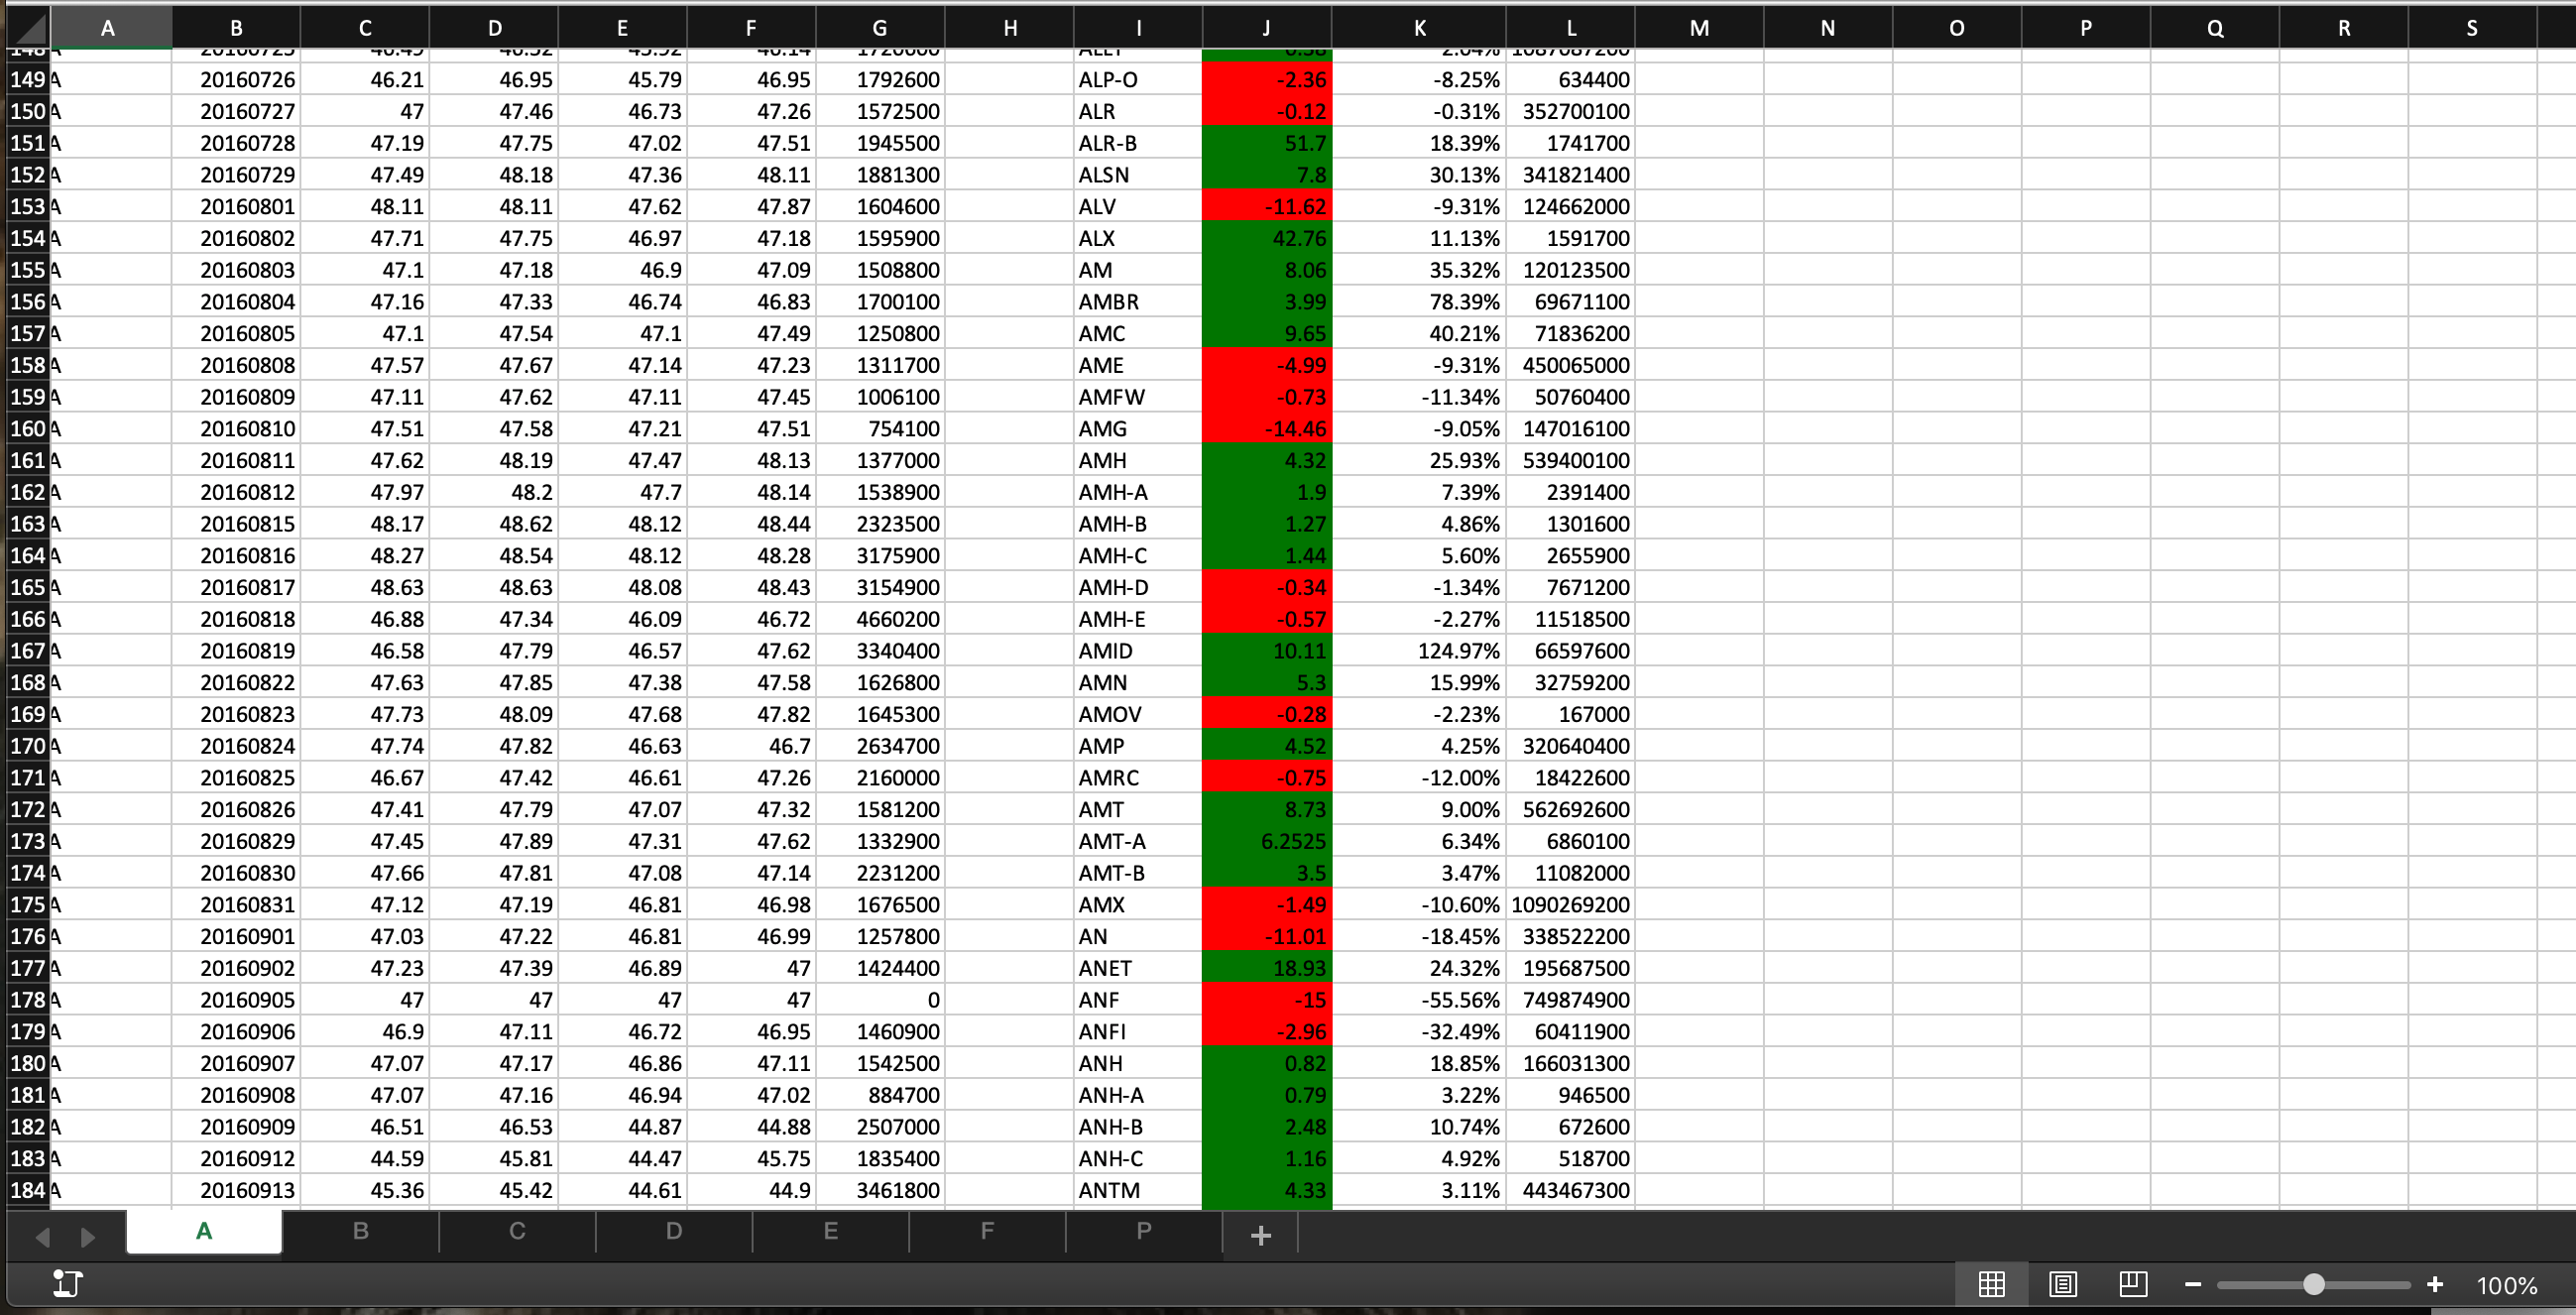 A B C D E F G H I J K L M N O P Q R S
149 A 20160726 46.21 46.95 45.79 46.95 1792600 ALP-O -2.36 -8.25% 634400
150 A 20160727 47 47.46 46.73 47.26 1572500 ALR -0.12 -0.31% 352700100
151 A 20160728 47.19 47.75 47.02 47.51 1945500 ALR-B 51.7 18.39% 1741700
152 A 20160729 47.49 48.18 47.36 48.11 1881300 ALSN 7.8 30.13% 341821400
153 A 20160801 48.11 48.11 47.62 47.87 1604600 ALV -11.62 -9.31% 124662000
154 A 20160802 47.71 47.75 46.97 47.18 1595900 ALX 42.76 11.13% 1591700
155 A 20160803 47.1 47.18 46.9 47.09 1508800 AM 8.06 35.32% 120123500
156 A 20160804 47.16 47.33 46.74 46.83 1700100 AMBR 3.99 78.39% 69671100
157 A 20160805 47.1 47.54 47.1 47.49 1250800 AMC 9.65 40.21% 71836200
158 A 20160808 47.57 47.67 47.14 47.23 1311700 AME -4.99 -9.31% 450065000
159 A 20160809 47.11 47.62 47.11 47.45 1006100 AMFW -0.73 -11.34% 50760400
160 A 20160810 47.51 47.58 47.21 47.51 754100 AMG -14.46 -9.05% 147016100
161 A 20160811 47.62 48.19 47.47 48.13 1377000 AMH 4.32 25.93% 539400100
162 A 20160812 47.97 48.2 47.7 48.14 1538900 AMH-A 1.9 7.39% 2391400
163 A 20160815 48.17 48.62 48.12 48.44 2323500 AMH-B 1.27 4.86% 1301600
164 A 20160816 48.27 48.54 48.12 48.28 3175900 AMH-C 1.44 5.60% 2655900
165 A 20160817 48.63 48.63 48.08 48.43 3154900 AMH-D -0.34 -1.34% 7671200
166 A 20160818 46.88 47.34 46.09 46.72 4660200 AMH-E -0.57 -2.27% 11518500
167 A 20160819 46.58 47.79 46.57 47.62 3340400 AMID 10.11 124.97% 66597600
168 A 20160822 47.63 47.85 47.38 47.58 1626800 AMN 5.3 15.99% 32759200
169 A 20160823 47.73 48.09 47.68 47.82 1645300 AMOV -0.28 -2.23% 167000
170 A 20160824 47.74 47.82 46.63 46.7 2634700 AMP 4.52 4.25% 320640400
171 A 20160825 46.67 47.42 46.61 47.26 2160000 AMRC -0.75 -12.00% 18422600
172 A 20160826 47.41 47.79 47.07 47.32 1581200 AMT 8.73 9.00% 562692600
173 A 20160829 47.45 47.89 47.31 47.62 1332900 AMT-A 6.2525 6.34% 6860100
174 A 20160830 47.66 47.81 47.08 47.14 2231200 AMT-B 3.5 3.47% 11082000
175 A 20160831 47.12 47.19 46.81 46.98 1676500 AMX -1.49 -10.60% 1090269200
176 A 20160901 47.03 47.22 46.81 46.99 1257800 AN -11.01 -18.45% 338522200
177 A 20160902 47.23 47.39 46.89 47 1424400 ANET 18.93 24.32% 195687500
178 A 20160905 47 47 47 47 0 ANF -15 -55.56% 749874900
179 A 20160906 46.9 47.11 46.72 46.95 1460900 ANFI -2.96 -32.49% 60411900
180 A 20160907 47.07 47.17 46.86 47.11 1542500 ANH 0.82 18.85% 166031300
181 A 20160908 47.07 47.16 46.94 47.02 884700 ANH-A 0.79 3.22% 946500
182 A 20160909 46.51 46.53 44.87 44.88 2507000 ANH-B 2.48 10.74% 672600
183 A 20160912 44.59 45.81 44.47 45.75 1835400 ANH-C 1.16 4.92% 518700
184 A 20160913 45.36 45.42 44.61 44.9 3461800 ANTM 4.33 3.11% 443467300
A B C D E F P +
100%